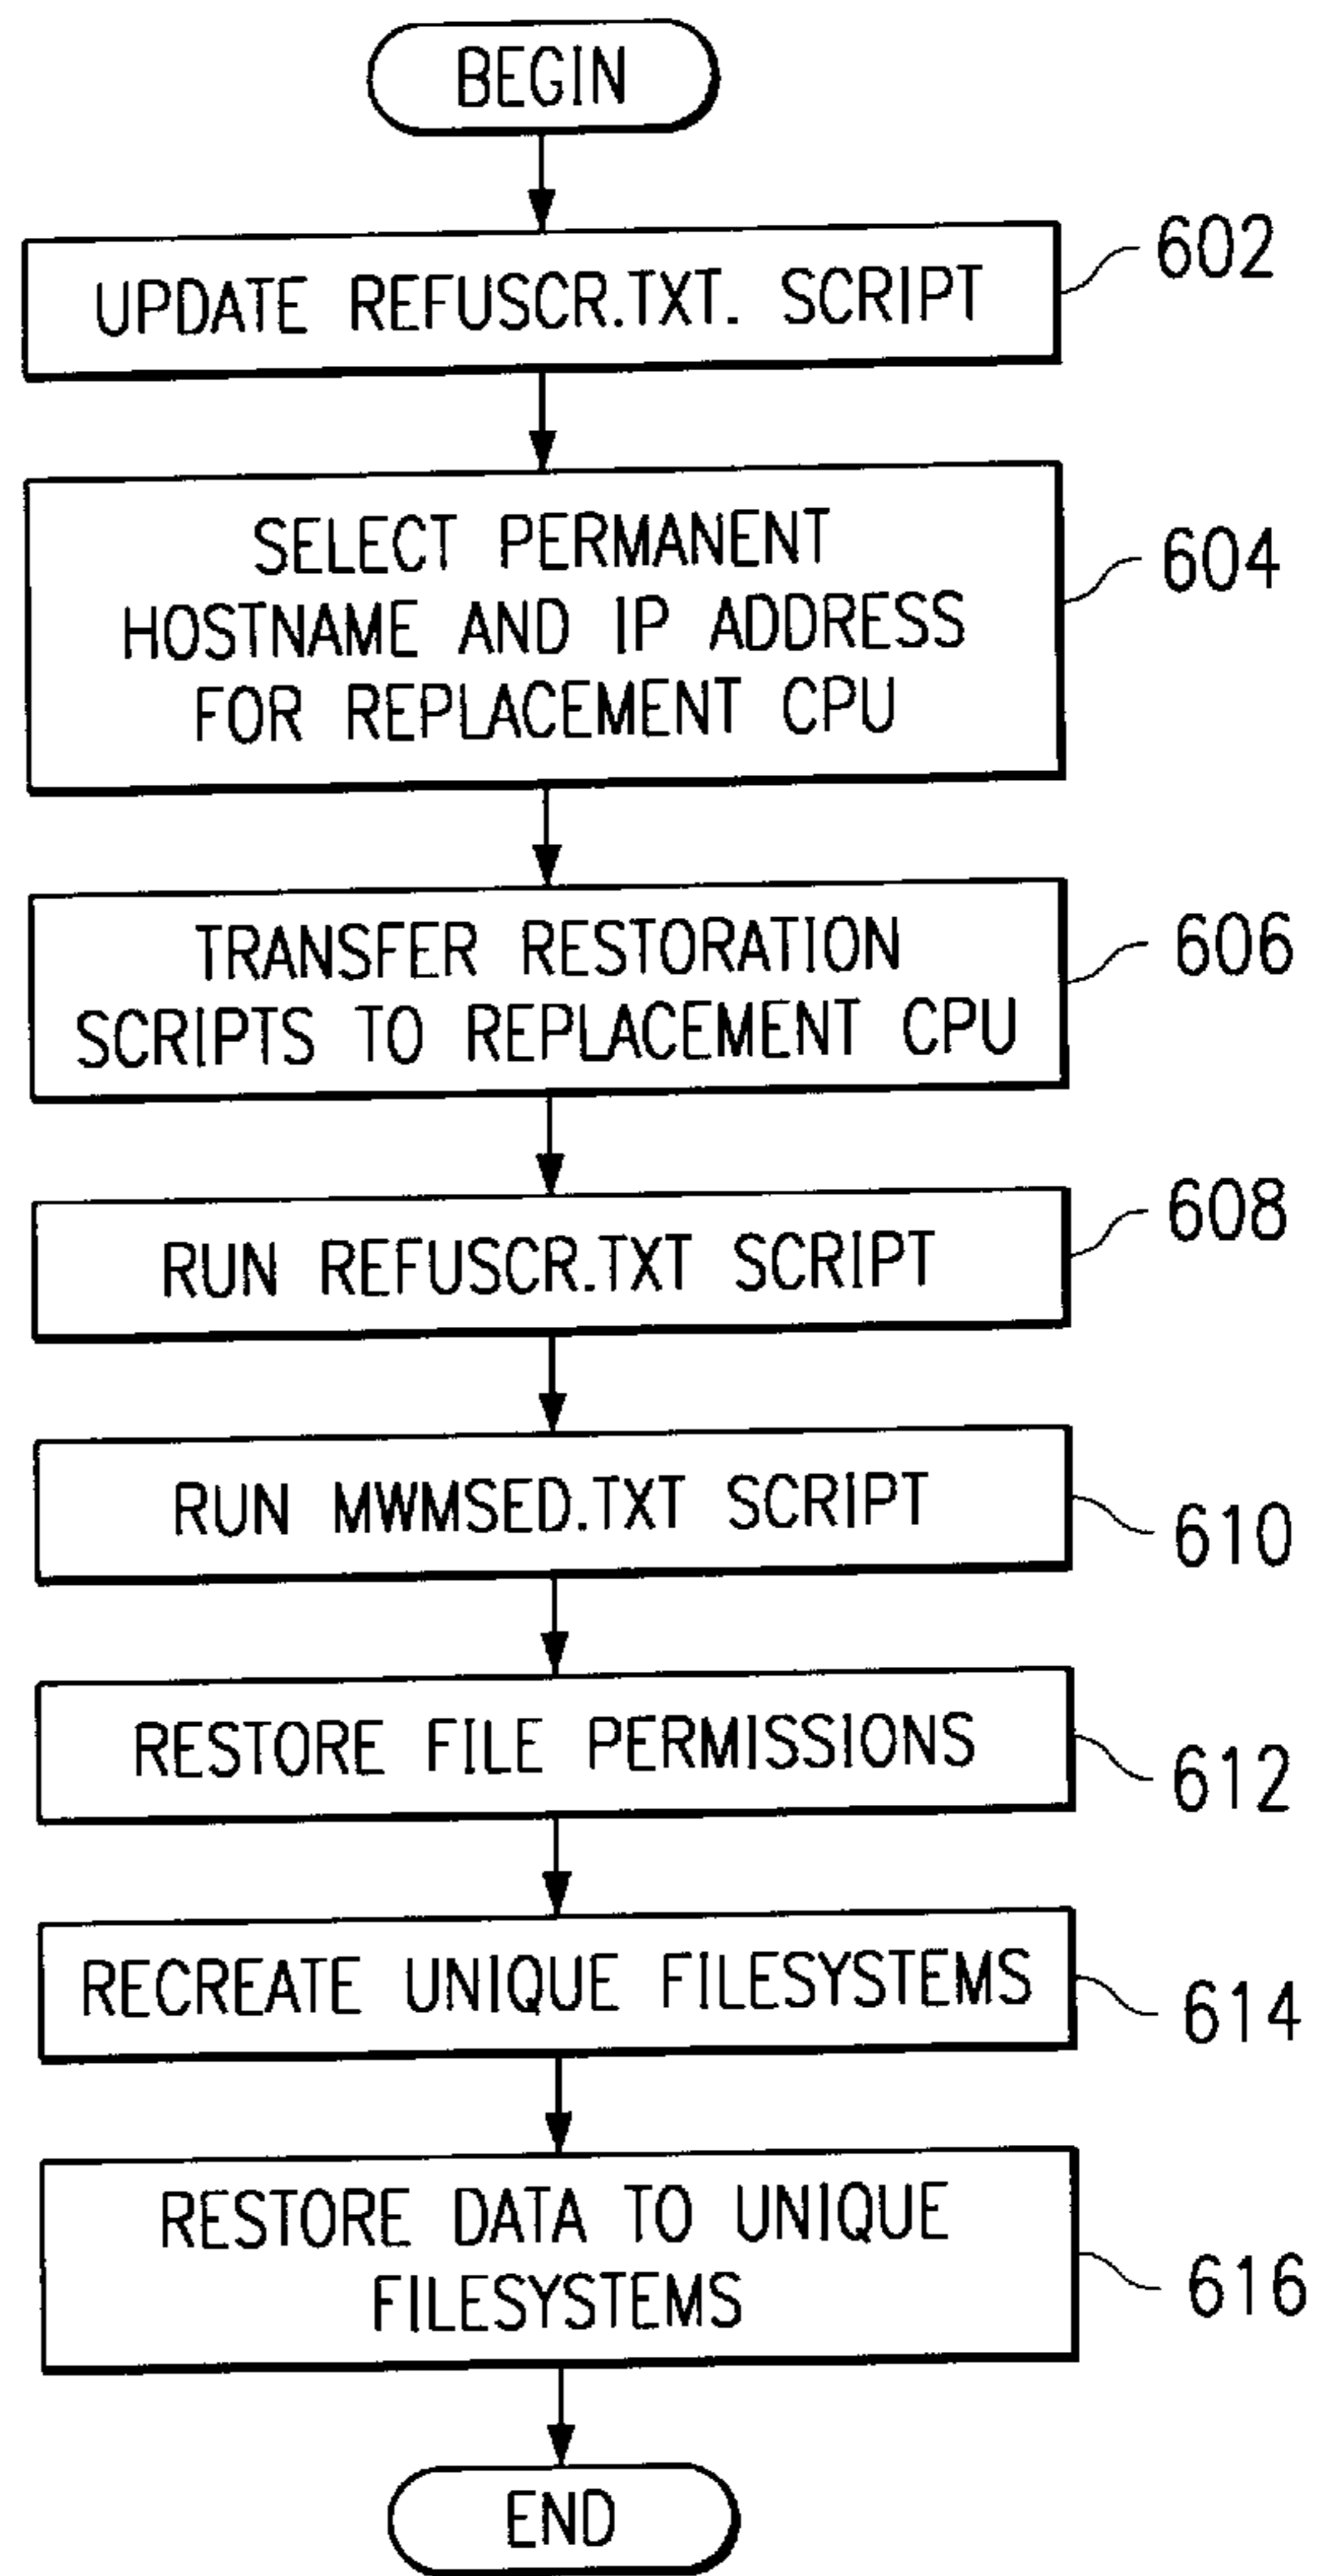 BEGIN
UPDATE REFUSCR.TXT. SCRIPT
602
SELECT PERMANENT
HOSTNAME AND IP ADDRESS
FOR REPLACEMENT CPU
604
TRANSFER RESTORATION
SCRIPTS TO REPLACEMENT CPU
606
RUN REFUSCR.TXT SCRIPT
608
RUN MWMSED.TXT SCRIPT
610
RESTORE FILE PERMISSIONS
612
RECREATE UNIQUE FILESYSTEMS
614
RESTORE DATA TO UNIQUE
FILESYSTEMS
616
END